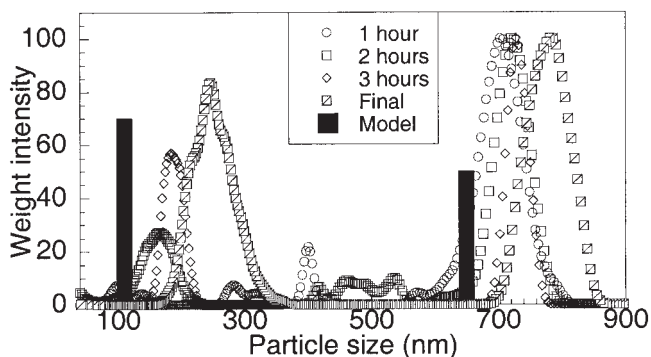 Weight intensity
100
80
60
40
20
0
1 hour
2 hours
3 hours
Final
Model
100 300 500 700 900
Particle size (nm)